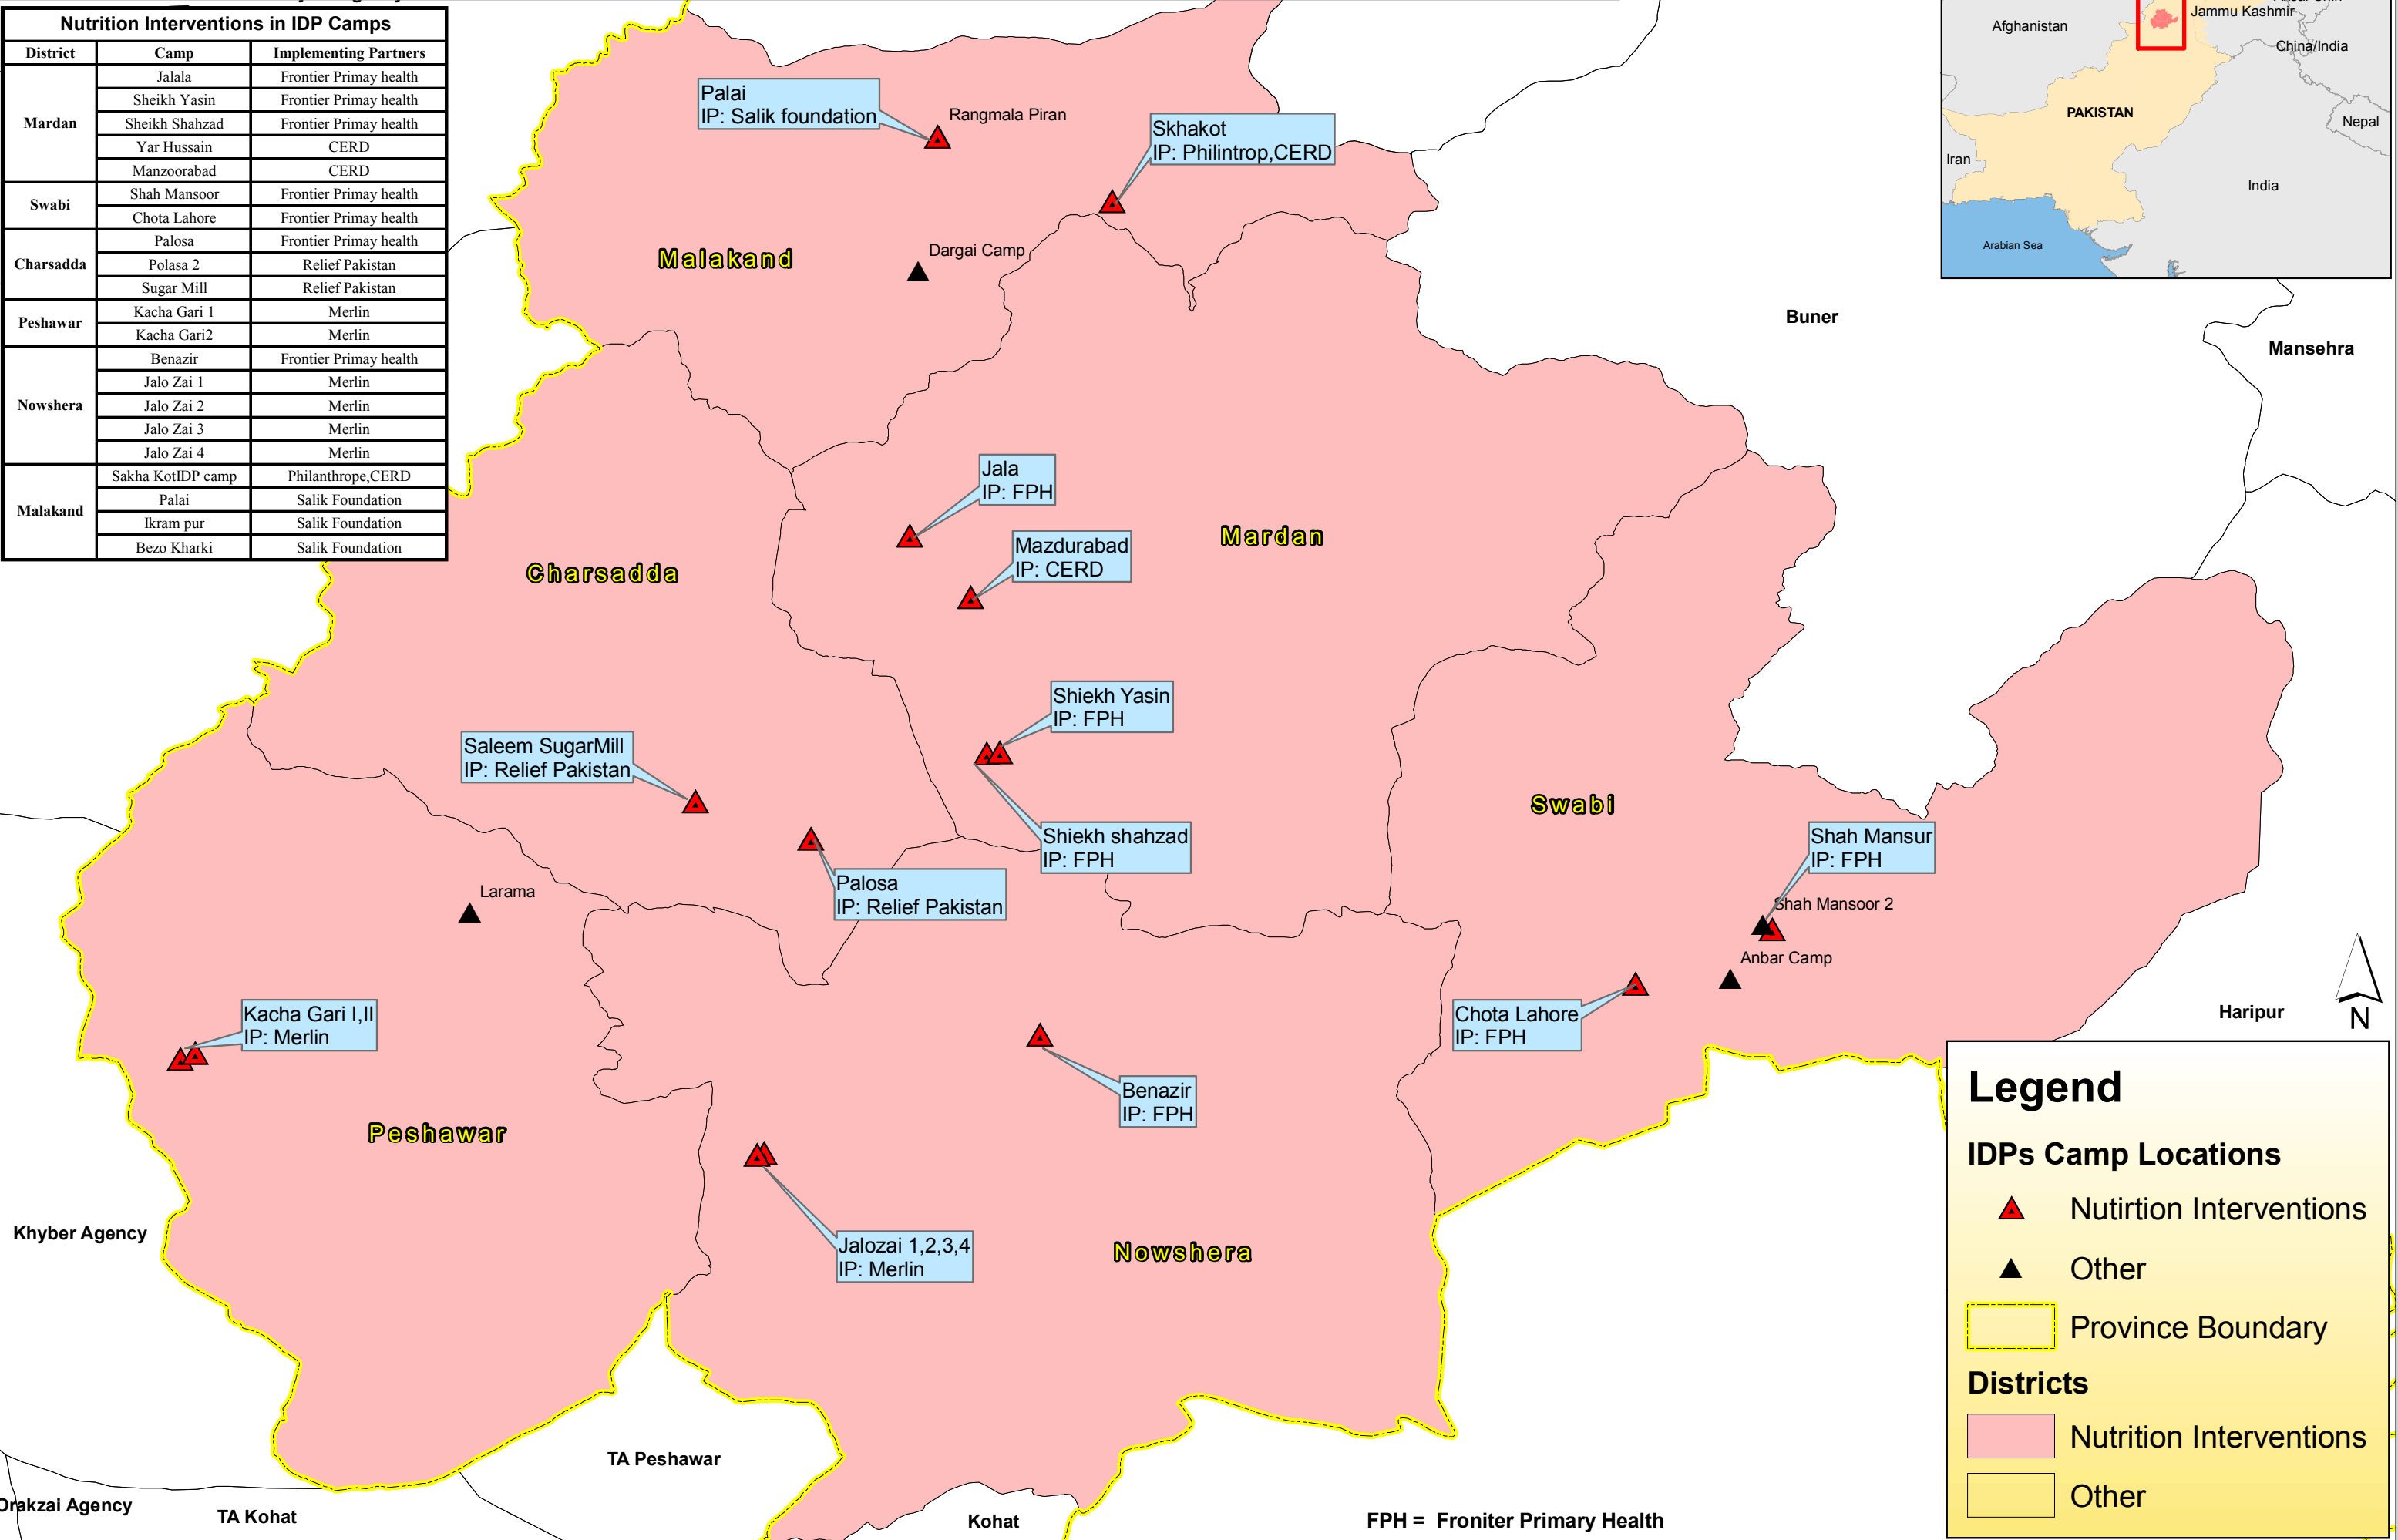 Nutrition Interventions in IDP Camps
District Camp Implementing Partners
Mardan
Jalala Frontier Primay health
Sheikh Yasin Frontier Primay health
Sheikh Shahzad Frontier Primay health
Yar Hussain CERD
Manzoorabad CERD
Swabi
Shah Mansoor Frontier Primay health
Chota Lahore Frontier Primay health
Charsadda
Palosa Frontier Primay health
Polasa 2 Relief Pakistan
Sugar Mill Relief Pakistan
Peshawar
Kacha Gari 1 Merlin
Kacha Gari2 Merlin
Nowshera
Benazir Frontier Primay health
Jalo Zai 1 Merlin
Jalo Zai 2 Merlin
Jalo Zai 3 Merlin
Jalo Zai 4 Merlin
Malakand
Sakha KotIDP camp Philanthrope,CERD
Palai Salik Foundation
Ikram pur Salik Foundation
Bezo Kharki Salik Foundation
Afghanistan
Jammu Kashmir
China/India
PAKISTAN
Nepal
Iran
India
Arabian Sea
Palai
IP: Salik foundation
Rangmala Piran
Skhakot
IP: Philintrop,CERD
Malakand
Dargai Camp
Buner
Mansehra
Jala
IP: FPH
Mardan
Mazdurabad
IP: CERD
Charsadda
Shiekh Yasin
IP: FPH
Saleem SugarMill
IP: Relief Pakistan
Swabi
Shiekh shahzad
IP: FPH
Shah Mansur
IP: FPH
Palosa
IP: Relief Pakistan
Larama
Shah Mansoor 2
Anbar Camp
Kacha Gari I,II
IP: Merlin
Chota Lahore
IP: FPH
Haripur
N
Benazir
IP: FPH
Peshawar
Khyber Agency
Jalozai 1,2,3,4
IP: Merlin
Nowshera
TA Peshawar
Orakzai Agency
TA Kohat
Kohat
FPH = Froniter Primary Health
Legend
IDPs Camp Locations
Nutirtion Interventions
Other
Province Boundary
Districts
Nutrition Interventions
Other